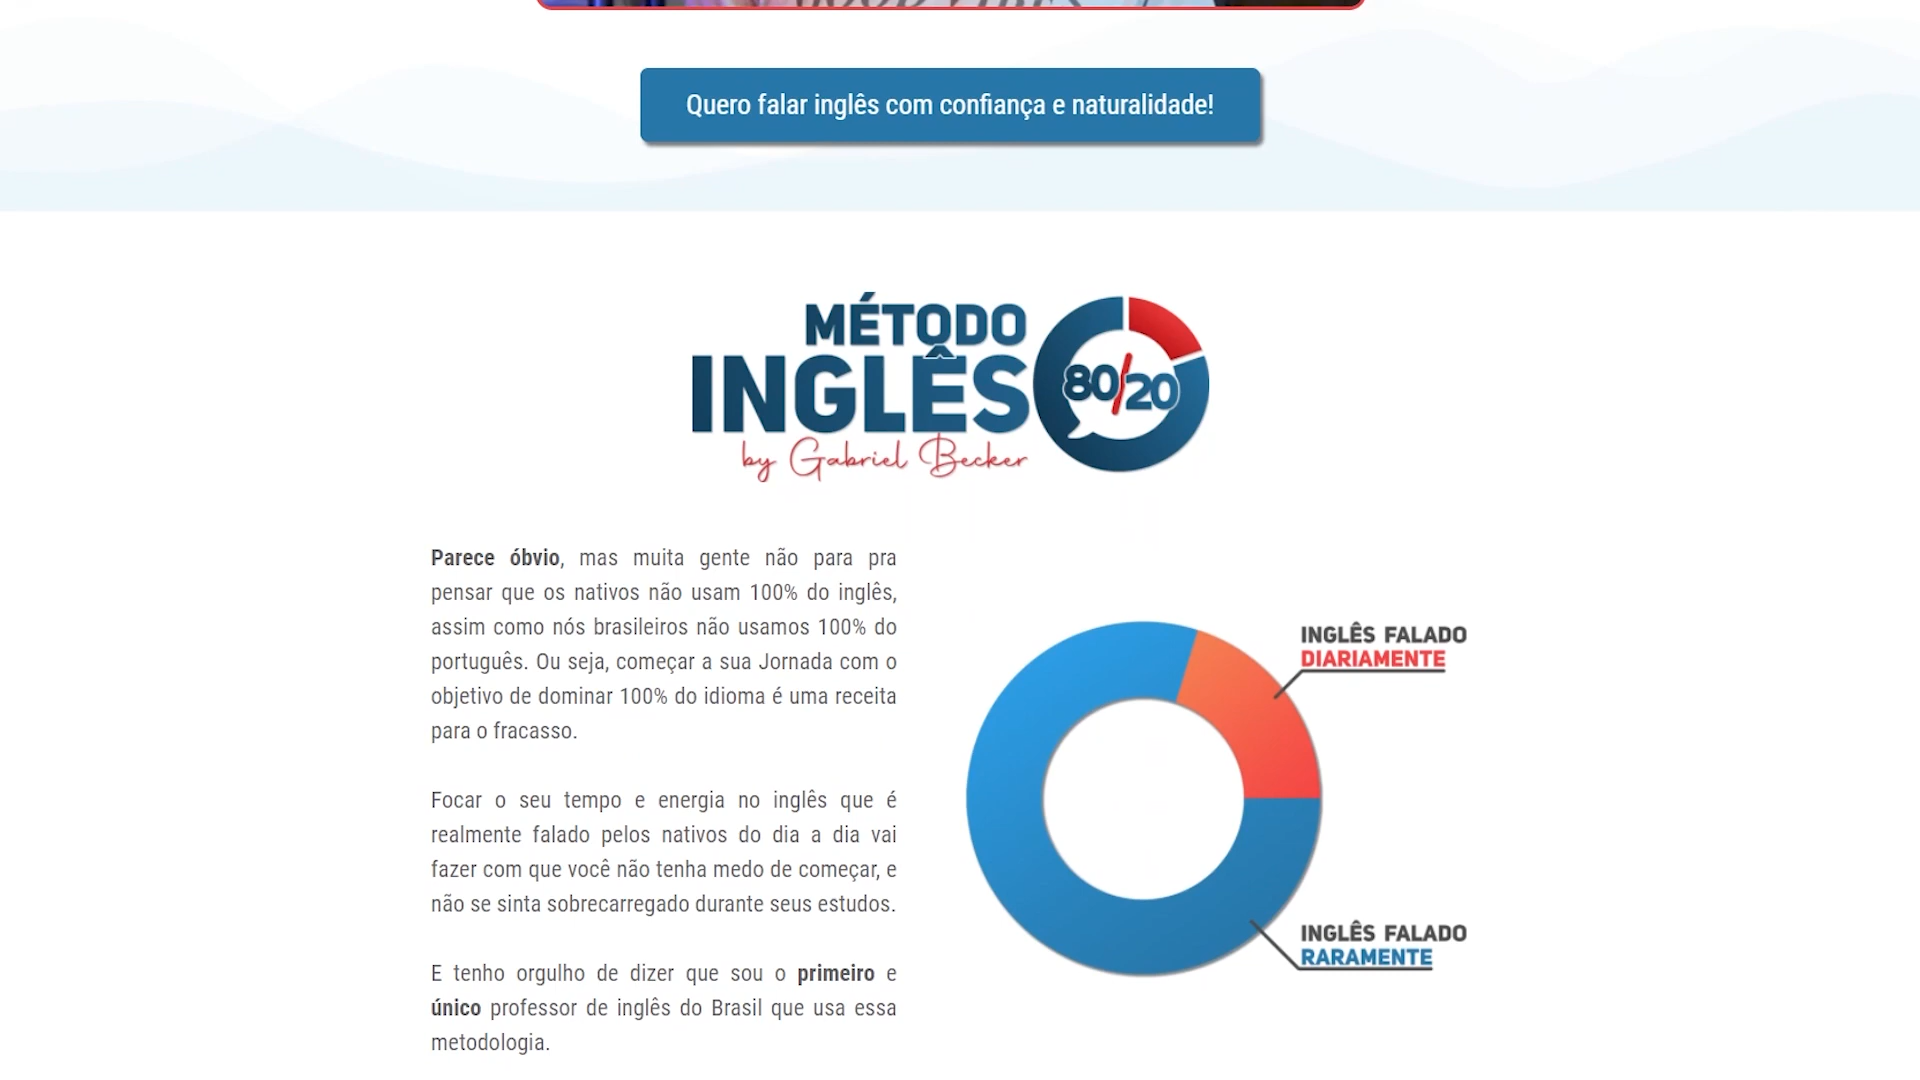 Quero falar inglês com confiança e naturalidade!
MÉTODO
INGLÊS
80/20
by Gabriel Becker
Parece óbvio, mas muita gente não para pra
pensar que os nativos não usam 100% do inglês,
assim como nós brasileiros não usamos 100% do
português. Ou seja, começar a sua Jornada com o
objetivo de dominar 100% do idioma é uma receita
para o fracasso.
Focar o seu tempo e energia no inglês que é
realmente falado pelos nativos do dia a dia vai
fazer com que você não tenha medo de começar, e
não se sinta sobrecarregado durante seus estudos.
E tenho orgulho de dizer que sou o primeiro e
único professor de inglês do Brasil que usa essa
metodologia.
INGLÊS FALADO
DIARIAMENTE
INGLÊS FALADO
RARAMENTE